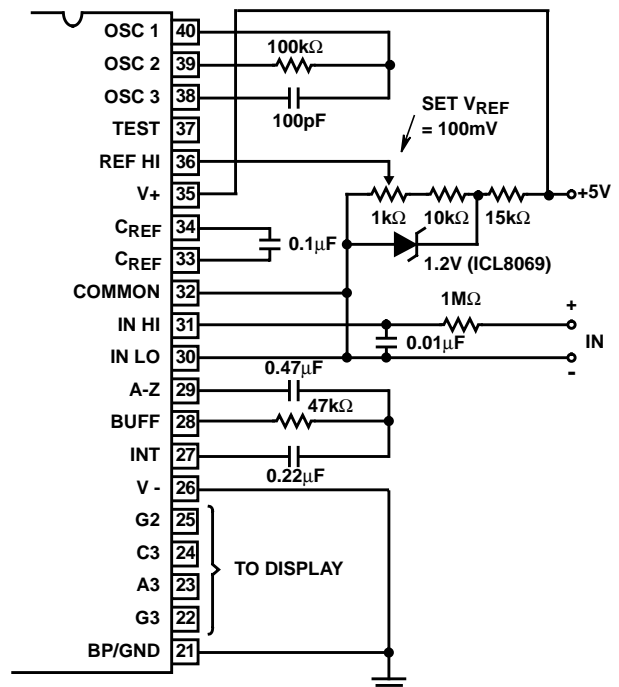 OSC 1 40
100kΩ
OSC 2 39
OSC 3 38
100pF
SET VREF
= 100mV
TEST 37
REF HI 36
V+ 35
+5V
1kΩ 10kΩ 15kΩ
CREF 34
0.1μF
CREF 33
1.2V (ICL8069)
COMMON 32
1MΩ
+
IN HI 31
IN
0.01μF
IN LO 30
-
0.47μF
A-Z 29
47kΩ
BUFF 28
INT 27
0.22μF
V - 26
G2 25
C3 24
TO DISPLAY
A3 23
G3 22
BP/GND 21